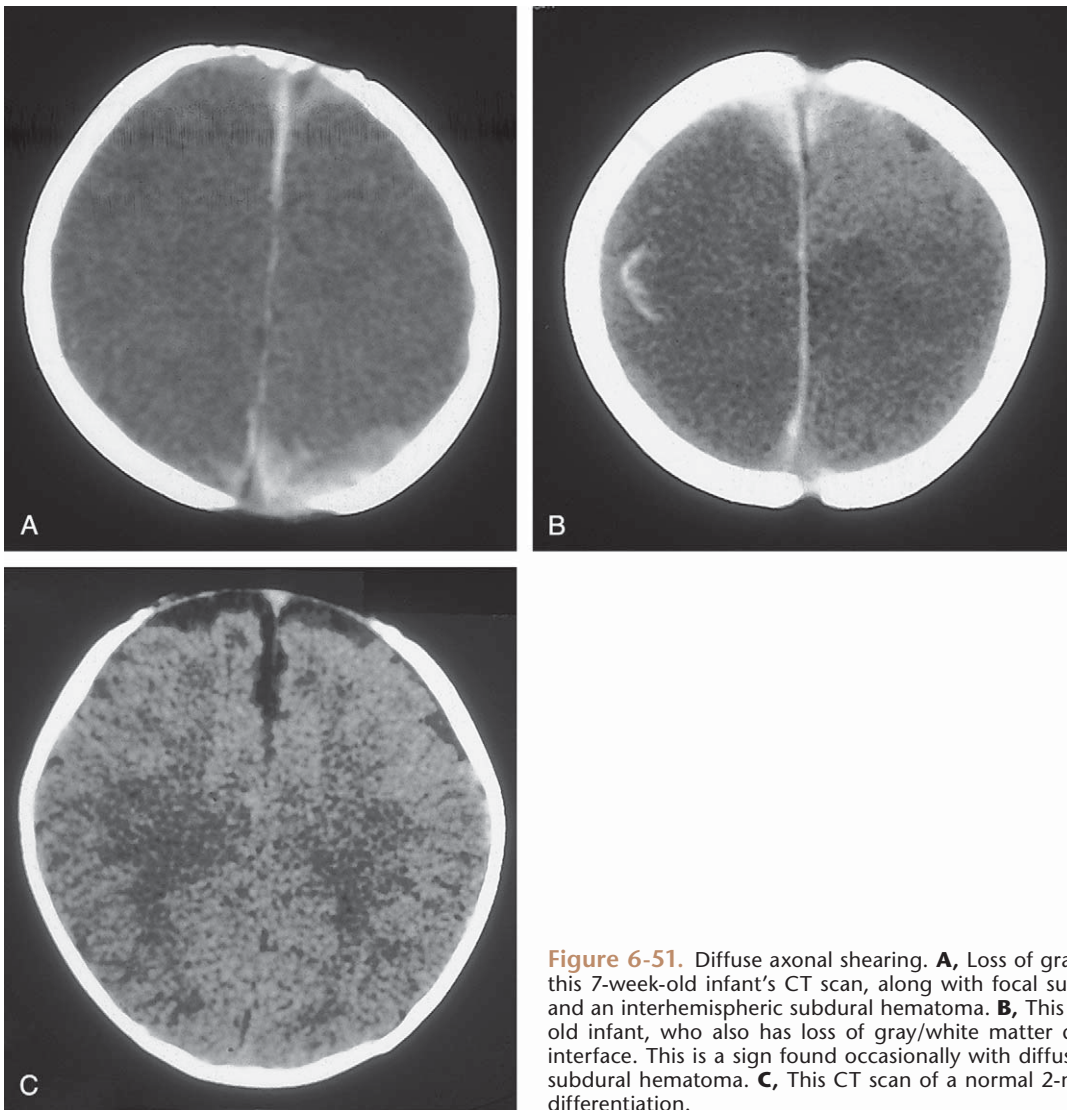 A
B
C
Figure 6-51. Diffuse axonal shearing. A, Loss of gra
this 7-week-old infant's CT scan, along with focal su
and an interhemispheric subdural hematoma. B, This
old infant, who also has loss of gray/white matter
interface. This is a sign found occasionally with diffus
subdural hematoma. C, This CT scan of a normal 2-
differentiation.